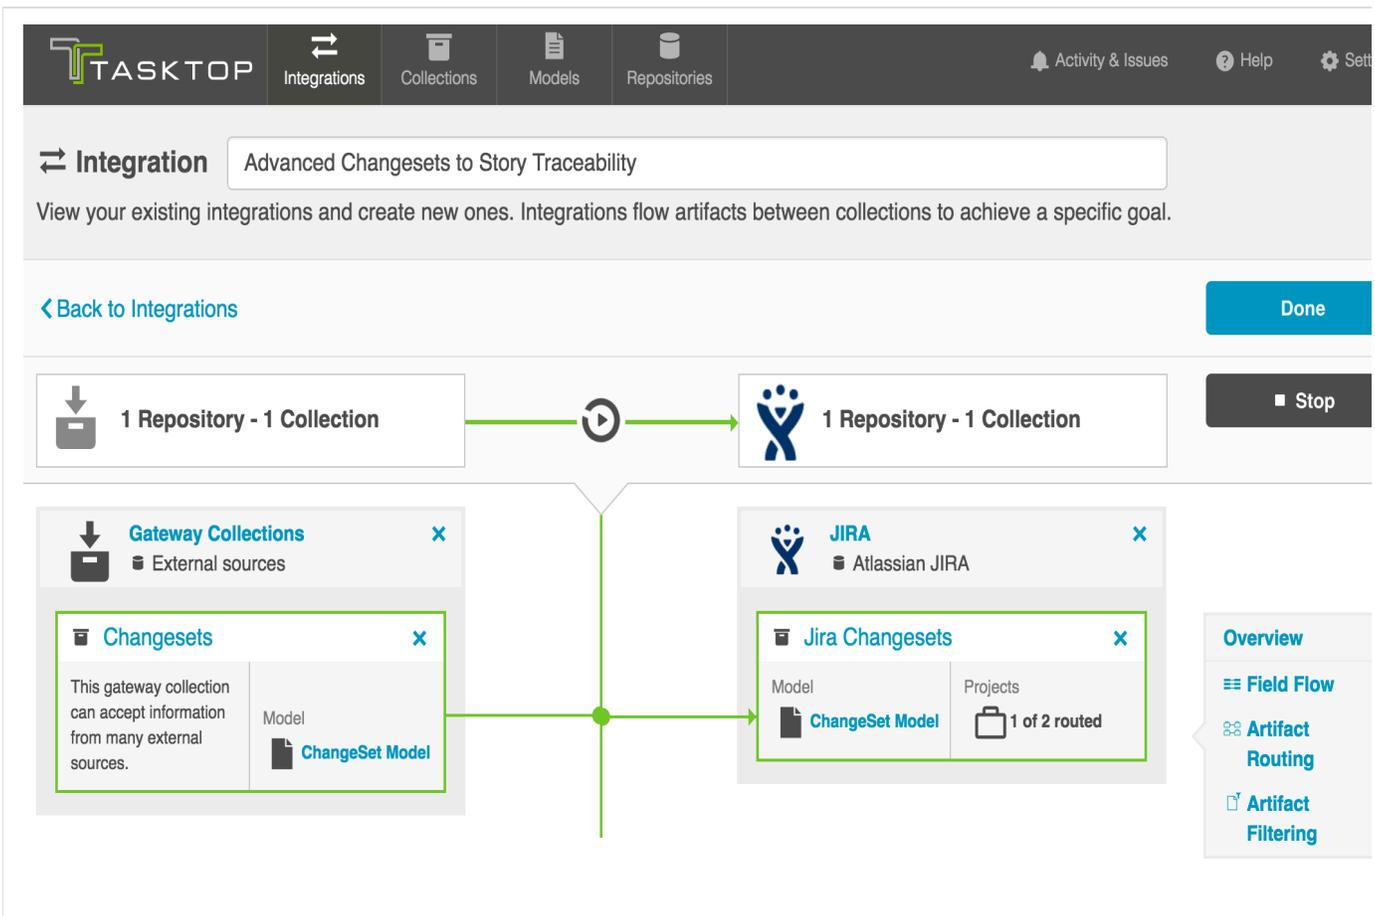 TASKTOP
Integrations
Collections
Models
Repositories
Activity & Issues
Help
Sett
Integration
Advanced Changesets to Story Traceability
View your existing integrations and create new ones. Integrations flow artifacts between collections to achieve a specific goal.
Back to Integrations
Done
1 Repository - 1 Collection
1 Repository - 1 Collection
Stop
Gateway Collections
External sources
Changesets
This gateway collection
can accept information
from many external
sources.
Model
ChangeSet Model
JIRA
Atlassian JIRA
Jira Changesets
Model
ChangeSet Model
Projects
1 of 2 routed
Overview
Field Flow
Artifact
Routing
Artifact
Filtering